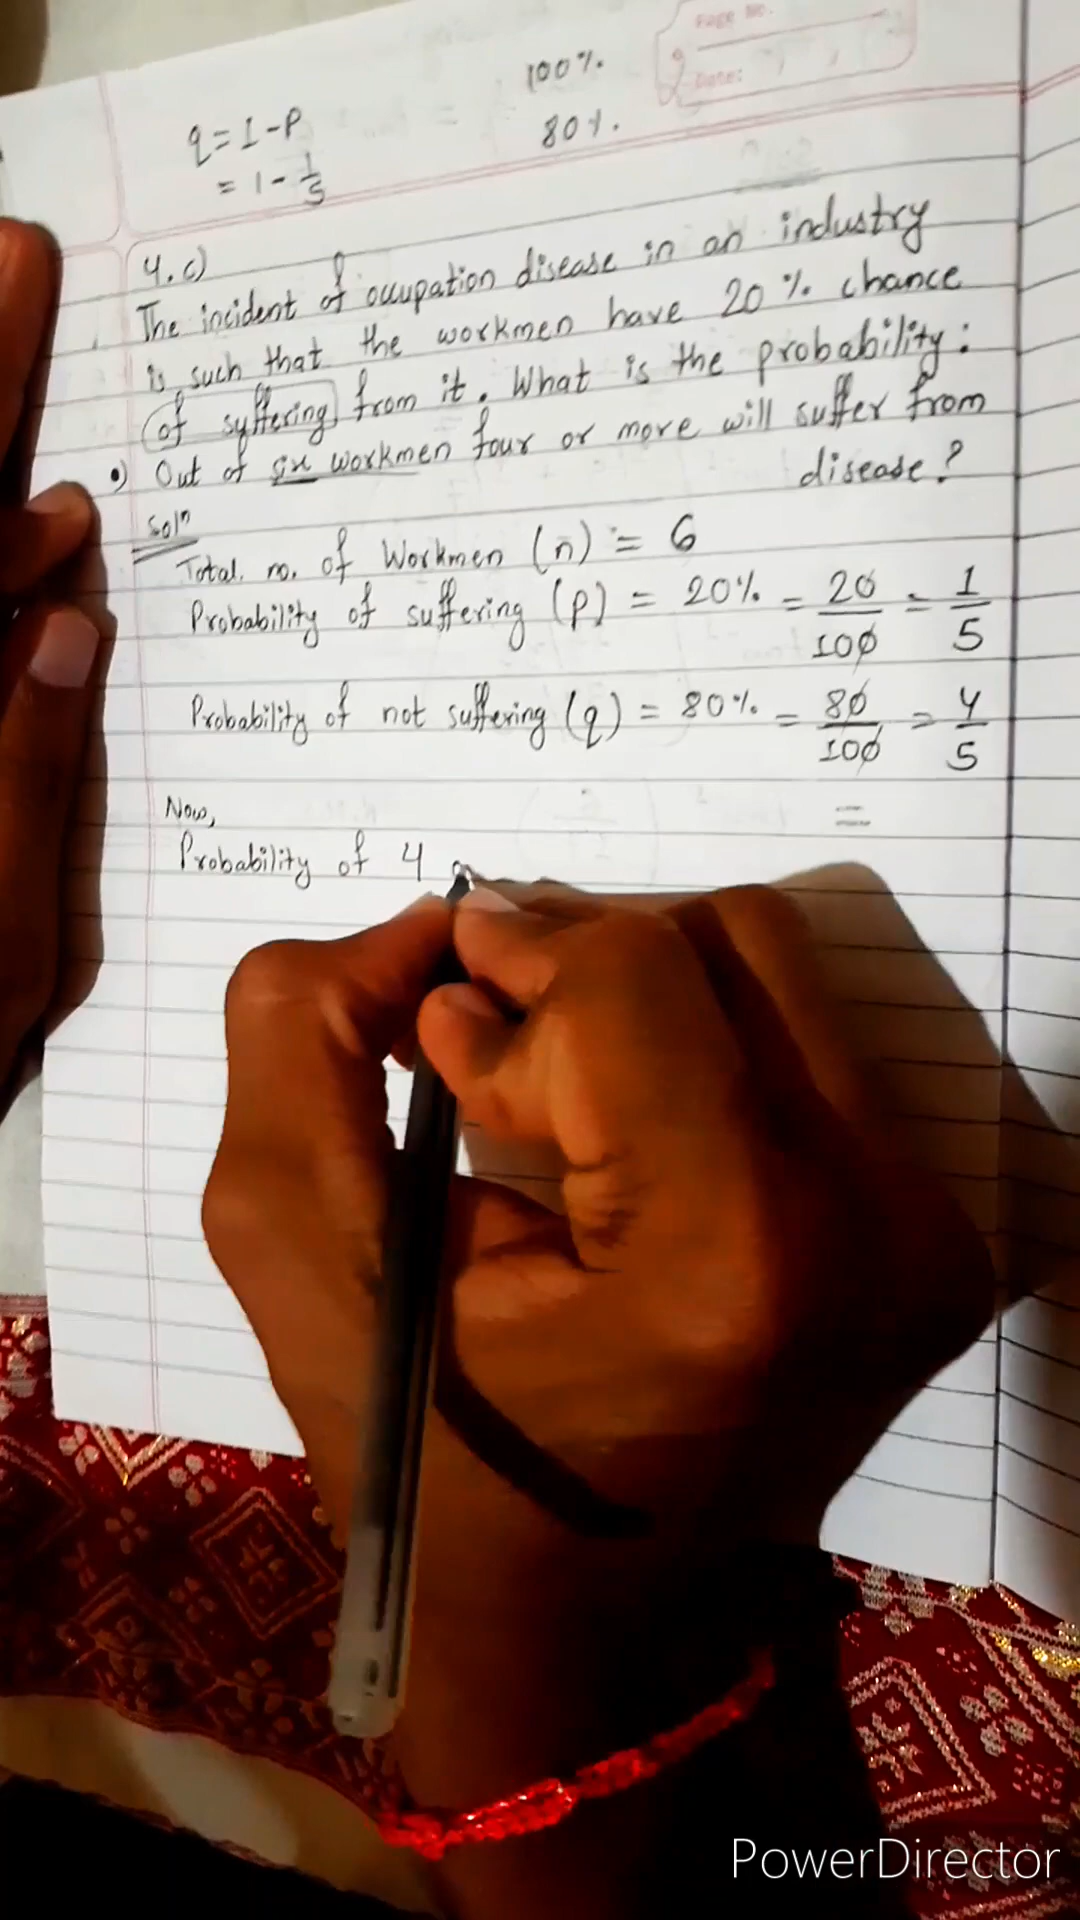 Page No.
Date:
100%.
80%.
q = 1 - P
= 1 - 1/5
4.c)
The incident of occupation disease in an industry
is such that the workmen have 20% chance
of suffering from it. What is the probability:
Out of six workmen four or more will suffer from
disease?
Soln
Total. no. of Workmen (n) = 6
Probability of suffering (p) = 20% = 20/100 = 1/5
Probability of not suffering (q) = 80% = 80/100 = 4/5
Now,
Probability of 4
PowerDirector